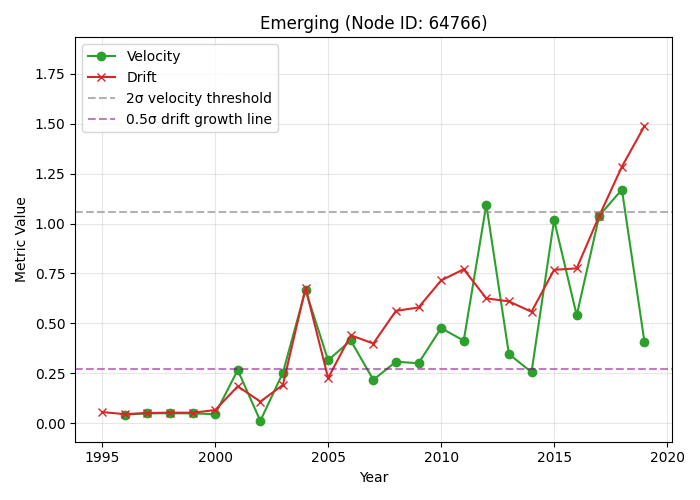 Emerging (Node ID: 64766)
Velocity
Drift
2σ velocity threshold
0.5σ drift growth line
Metric Value
1.75
1.50
1.25
1.00
0.75
0.50
0.25
0.00
1995
2000
2005
2010
2015
2020
Year